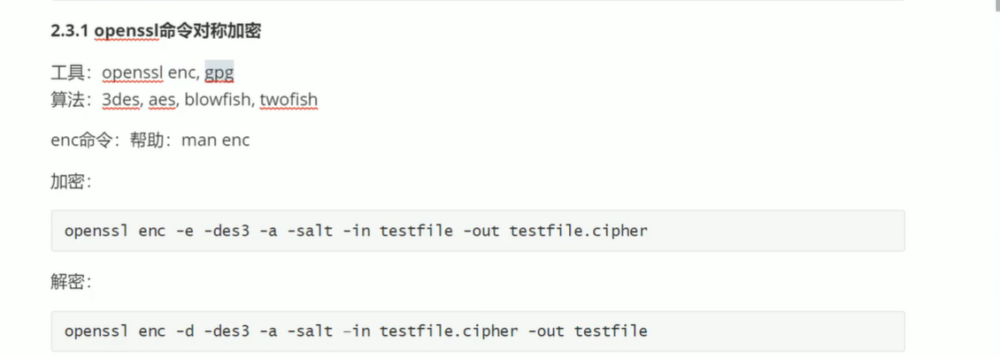 2.3.1 openssl命令对称加密
工具：openssl enc, gpg
算法：3des, aes, blowfish, twofish
enc命令：帮助：man enc
加密：
openssl enc -e -des3 -a -salt -in testfile -out testfile.cipher
解密：
openssl enc -d -des3 -a -salt –in testfile.cipher -out testfile